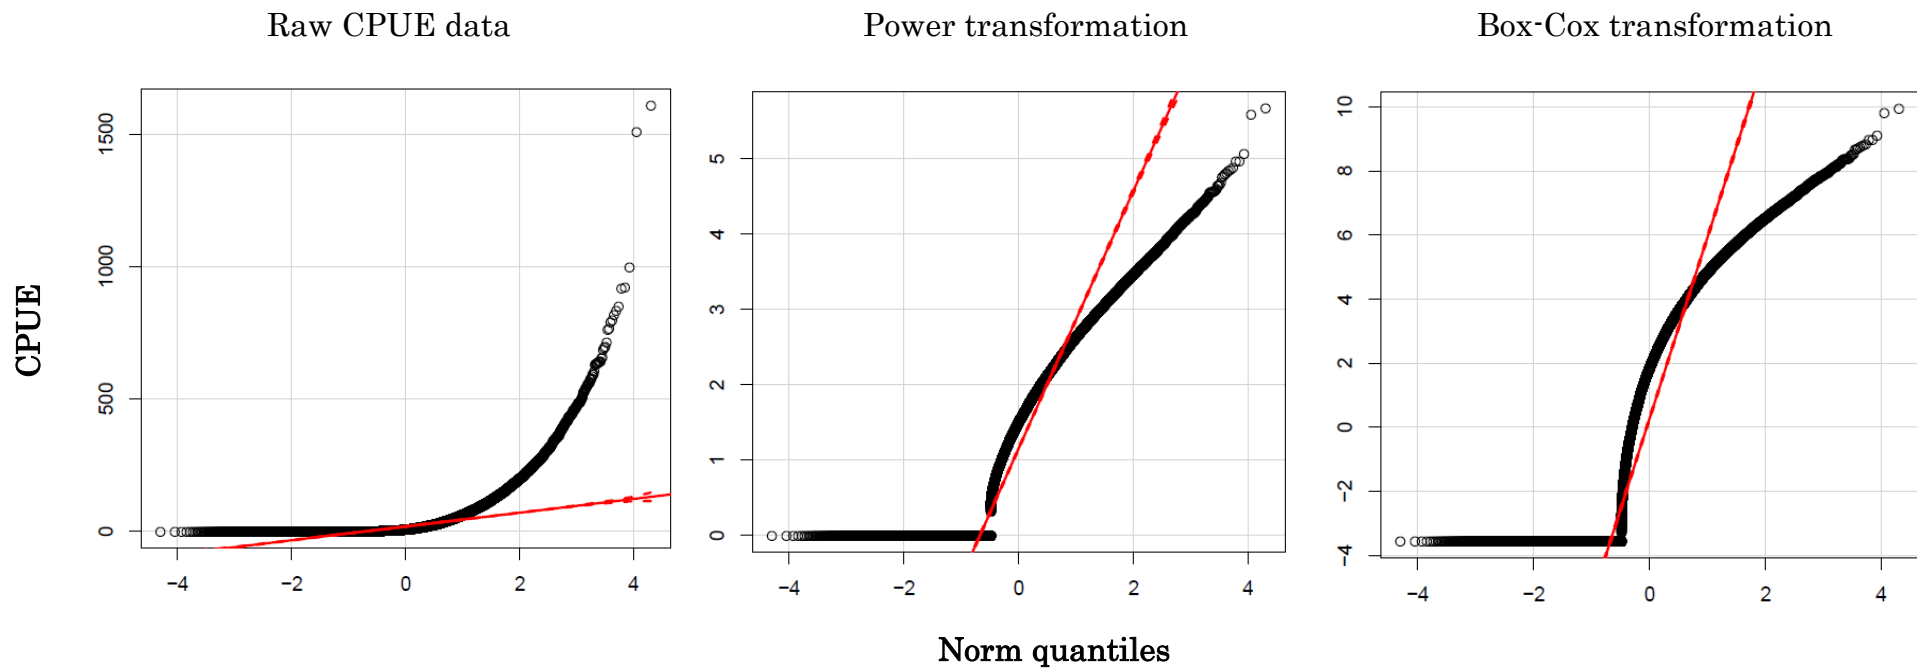 Raw CPUE data
Power transformation
Box-Cox transformation
CPUE
1500
1000
500
0
−4 −2 0 2 4
5
4
3
2
1
0
−4 −2 0 2 4
10
8
6
4
2
0
−2
−4
−4 −2 0 2 4
Norm quantiles